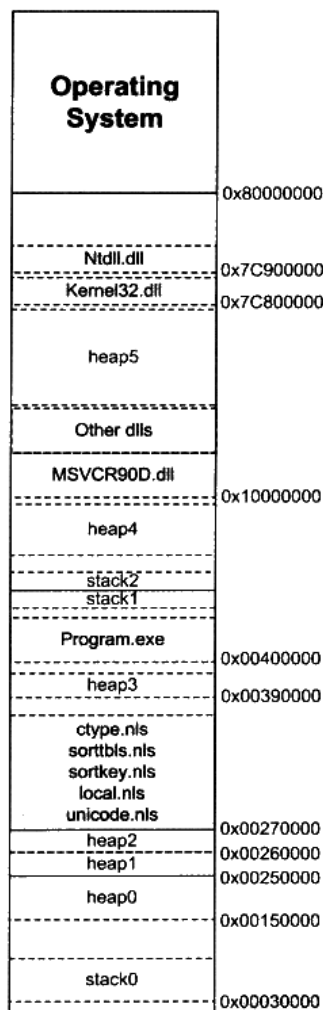 Operating
System
0x80000000
Ntdll.dll
0x7C900000
Kernel32.dll
0x7C800000
heap5
Other dlls
MSVCR90D.dll
0x10000000
heap4
stack2
stack1
Program.exe
0x00400000
heap3
0x00390000
ctype.nls
sorttbls.nls
sortkey.nls
local.nls
unicode.nls
0x00270000
heap2
0x00260000
heap1
0x00250000
heap0
0x00150000
stack0
0x00030000